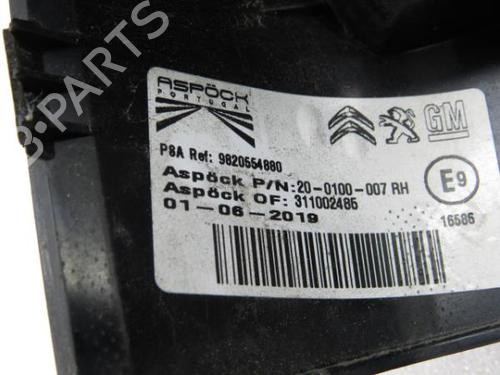 ASPÖCK
PORTUGAL
GM
PSA Ref: 9820554880
Aspöck P/N:20-0100-007 RH
Aspöck OF: 311002485
01-06-2019
E9
16586
B-PARTS